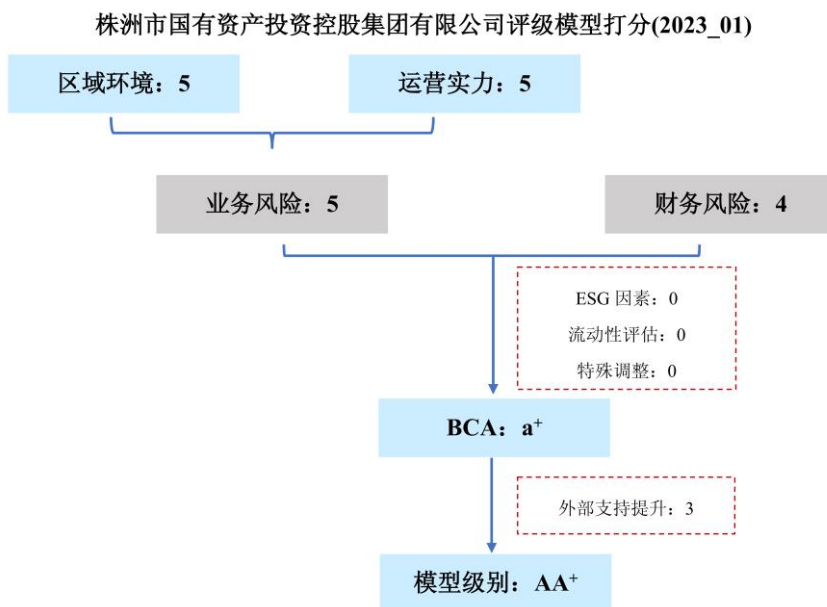 株洲市国有资产投资控股集团有限公司评级模型打分(2023_01)
区域环境：5
运营实力：5
业务风险：5
财务风险：4
ESG 因素：0
流动性评估：0
特殊调整：0
BCA：a⁺
外部支持提升：3
模型级别：AA⁺